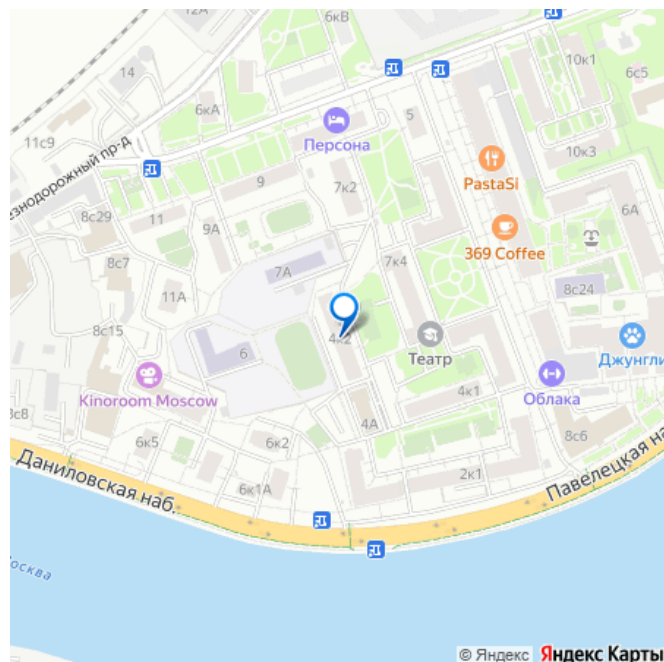 12А
6кВ
14
10к1
6с5
6кА
11с9
5
Персона
езнодорожный пр-д
10к3
PastaSi
9
7к2
6А
8с29
11
9А
369 Coffee
8с7
7А
7к4
8с24
11А
8с15
4к2
Театр
6
Джунгли
Kinoroom Moscow
4к1
Облака
8с8
4А
6к5
6к2
8с6
Даниловская наб.
2к1
6к1А
Павелецкая на
осква
© Яндекс Яндекс Карты